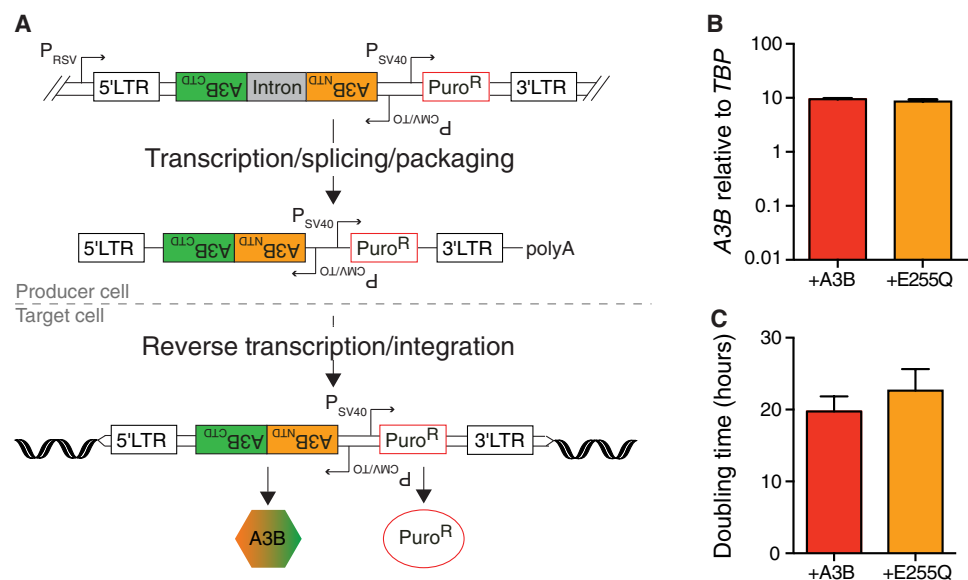 A
P RSV
P SV40
5'LTR
A3B CTD
Intron
A3B NTD
Puro R
3'LTR
P CMV/TO
Transcription/splicing/packaging
P SV40
5'LTR
A3B CTD
A3B NTD
Puro R
3'LTR
polyA
P CMV/TO
Producer cell
Target cell
Reverse transcription/integration
P SV40
5'LTR
A3B CTD
A3B NTD
Puro R
3'LTR
P CMV/TO
A3B
Puro R
B
A3B relative to TBP
100
10
1
0.1
0.01
+A3B
+E255Q
C
Doubling time (hours)
30
20
10
0
+A3B
+E255Q